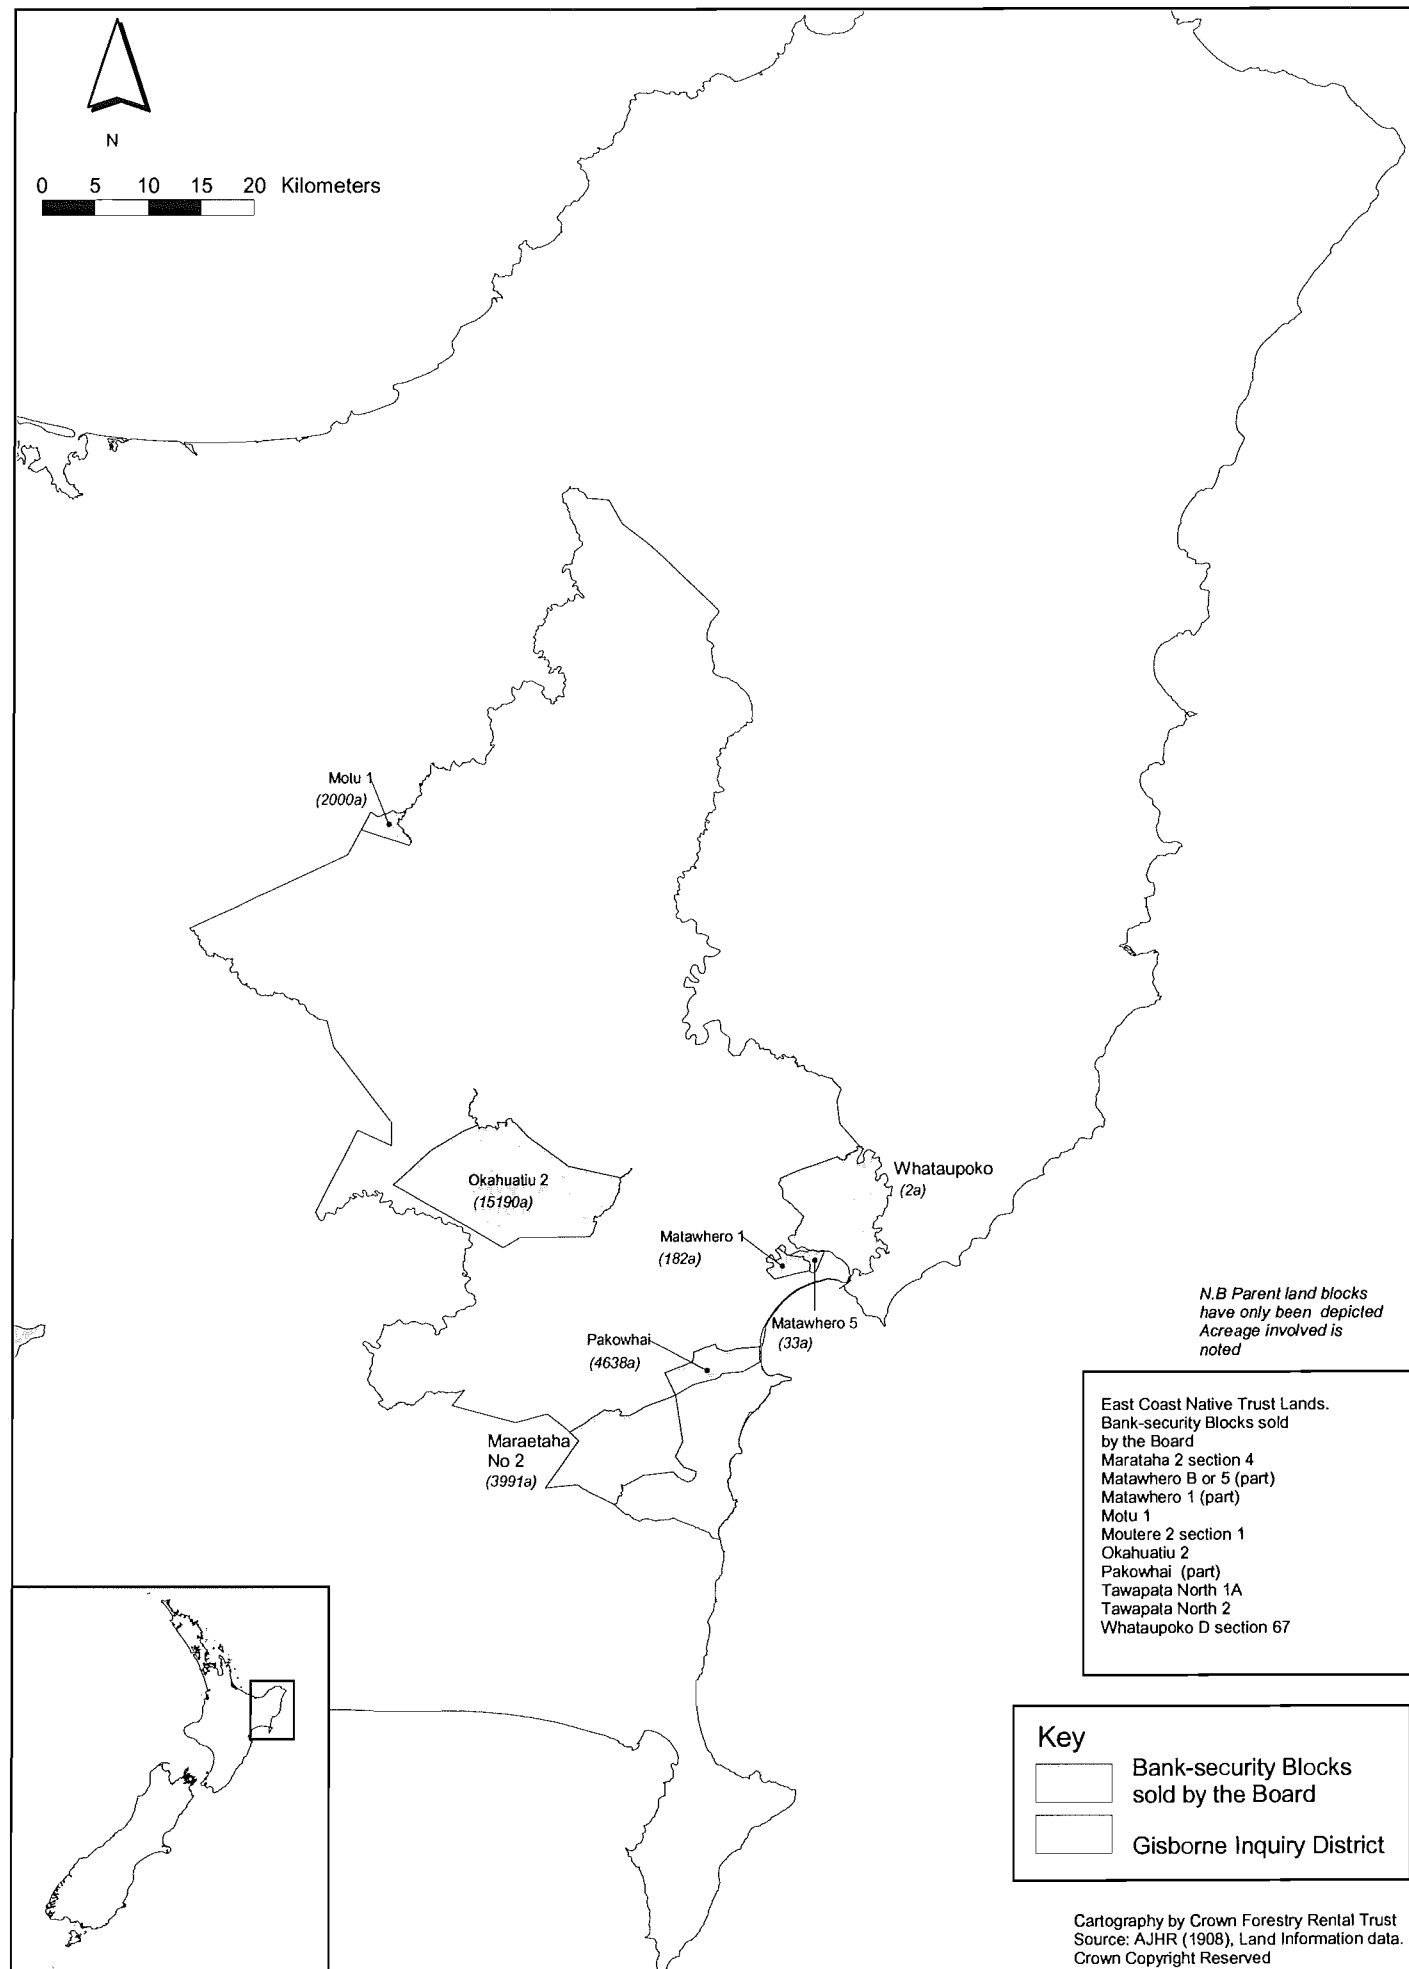 N
0 5 10 15 20 Kilometers
Motu 1
(2000a)
Okahuatiu 2
(15190a)
Whataupoko
(2a)
Matawhero 1
(182a)
Matawhero 5
(33a)
Pakowhai
(4638a)
Maraetaha
No 2
(3991a)
N.B Parent land blocks
have only been depicted
Acreage involved is
noted
East Coast Native Trust Lands.
Bank-security Blocks sold
by the Board
Marataha 2 section 4
Matawhero B or 5 (part)
Matawhero 1 (part)
Motu 1
Moutere 2 section 1
Okahuatiu 2
Pakowhai (part)
Tawapata North 1A
Tawapata North 2
Whataupoko D section 67
Key
Bank-security Blocks
sold by the Board
Gisborne Inquiry District
Cartography by Crown Forestry Rental Trust
Source: AJHR (1908), Land Information data.
Crown Copyright Reserved